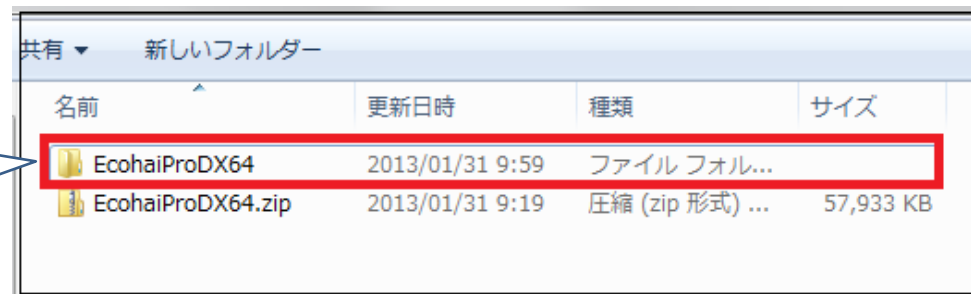 共有 ▼ 新しいフォルダー
名前 更新日時 種類 サイズ
EcohaiProDX64 2013/01/31 9:59 ファイル フォル...
EcohaiProDX64.zip 2013/01/31 9:19 圧縮 (zip 形式) ... 57,933 KB